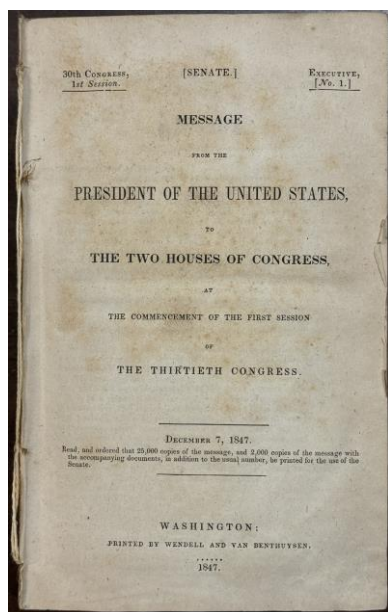 30th Congress, [SENATE.] Executive,
1st Session. [No. 1.]
MESSAGE
FROM THE
PRESIDENT OF THE UNITED STATES,
TO
THE TWO HOUSES OF CONGRESS,
AT
THE COMMENCEMENT OF THE FIRST SESSION
OF
THE THIRTIETH CONGRESS.
December 7, 1847.
Read, and ordered that 25,000 copies of the message, and 2,000 copies of the message with
the accompanying documents, in addition to the usual number, be printed for the use of the
Senate.
WASHINGTON:
PRINTED BY WENDELL AND VAN BENTHUYSEN.
......
1847.